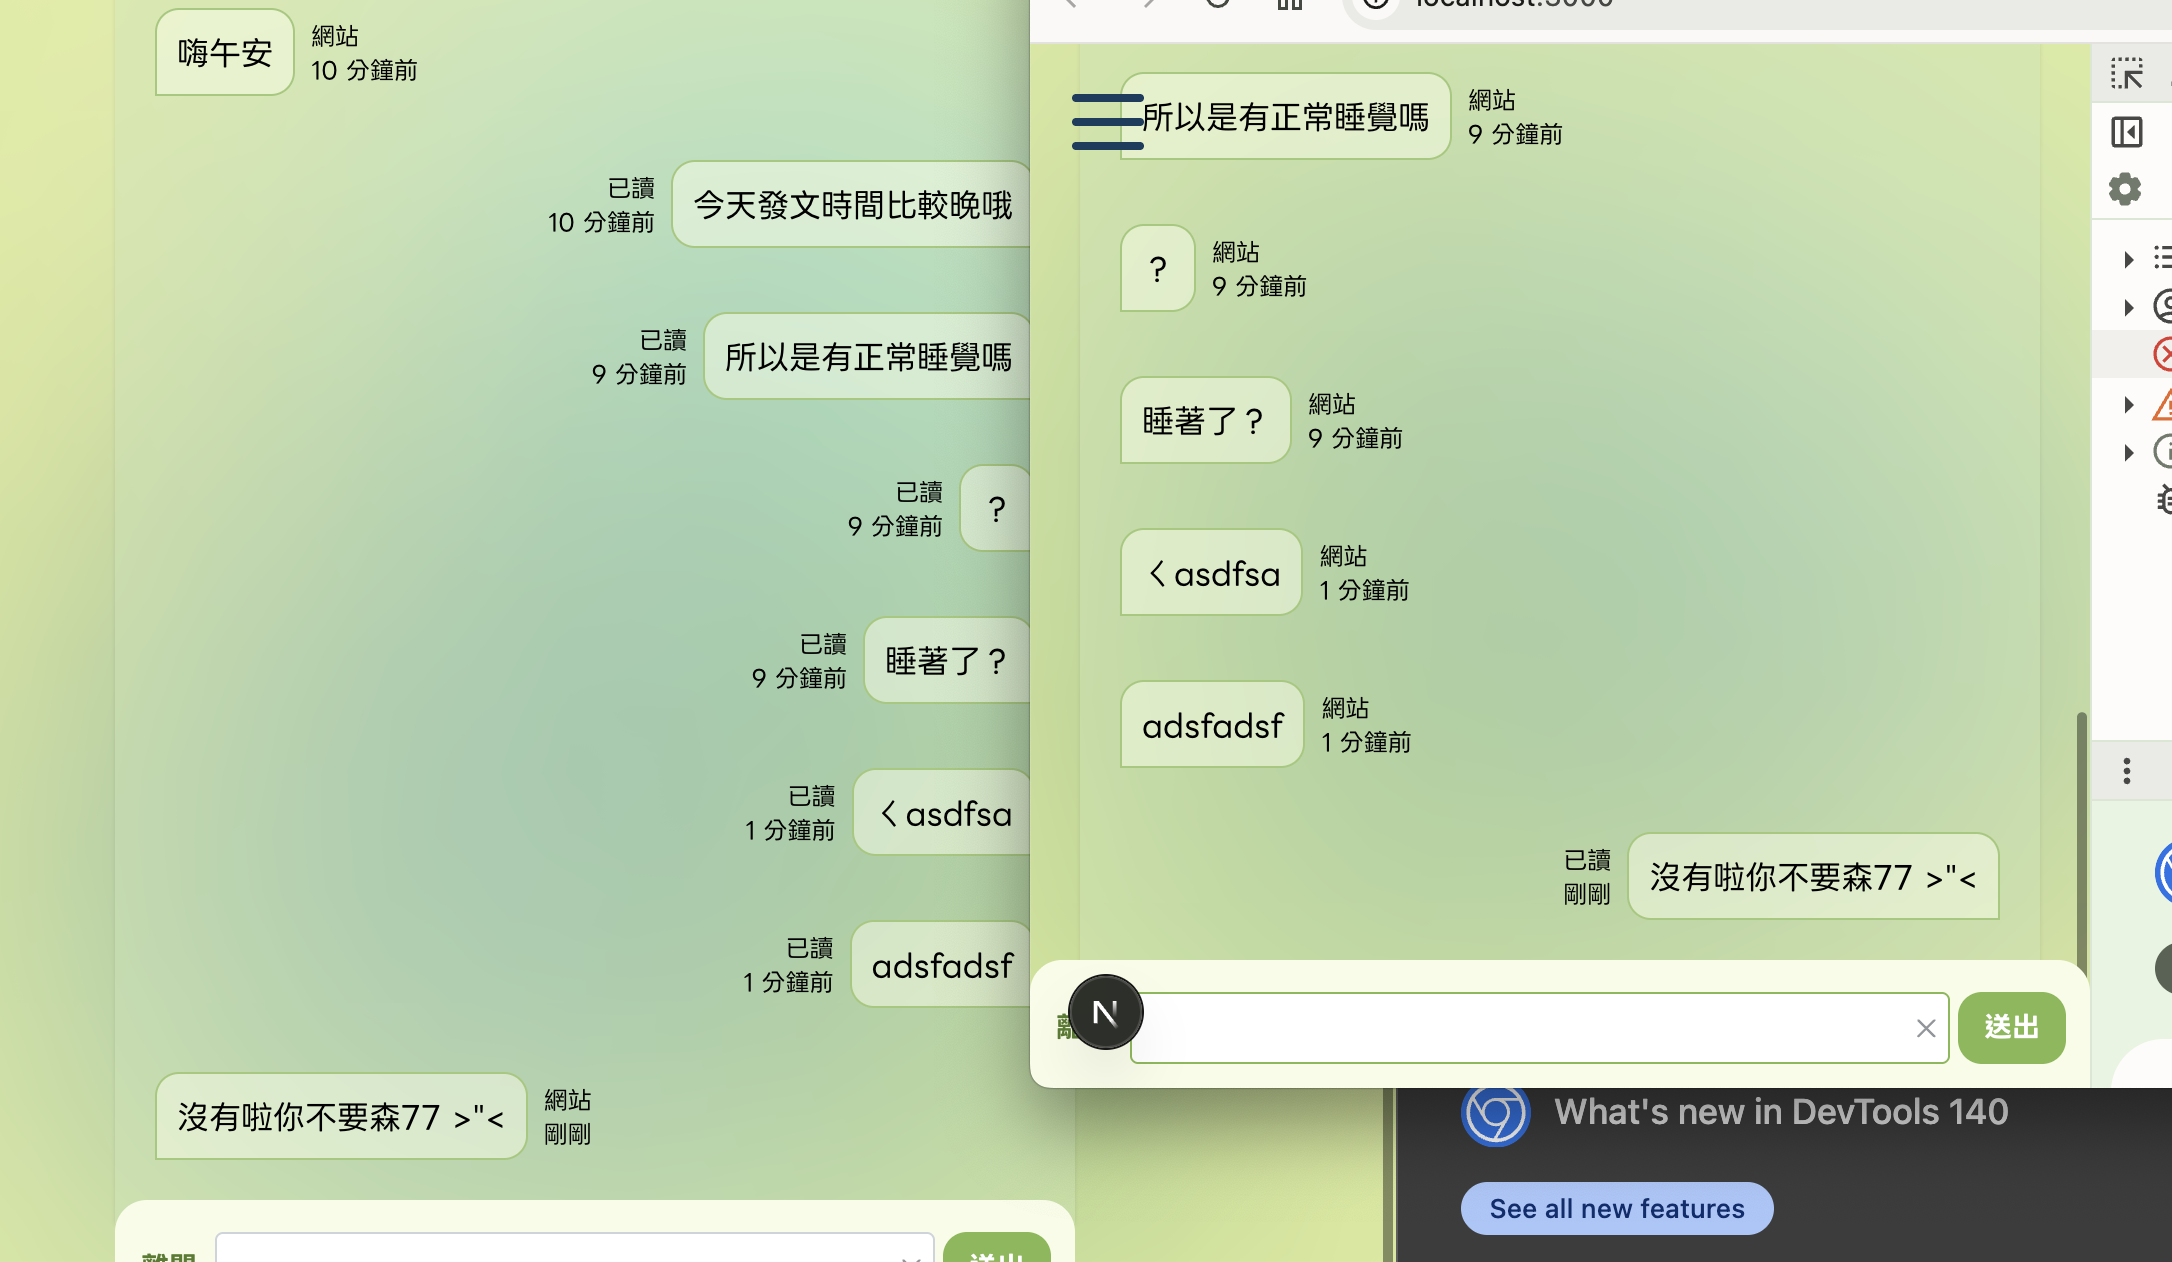 嗨午安
網站
10 分鐘前
已讀
10 分鐘前
今天發文時間比較晚哦
已讀
9 分鐘前
所以是有正常睡覺嗎
已讀
9 分鐘前
？
已讀
9 分鐘前
睡著了？
已讀
1 分鐘前
ㄑasdfsa
已讀
1 分鐘前
adsfadsf
沒有啦你不要森77 >"<
網站
剛剛
離開
送出
localhost:3000
所以是有正常睡覺嗎
網站
9 分鐘前
？
網站
9 分鐘前
睡著了？
網站
9 分鐘前
ㄑasdfsa
網站
1 分鐘前
adsfadsf
網站
1 分鐘前
已讀
剛剛
沒有啦你不要森77 >"<
離
N
送出
What's new in DevTools 140
See all new features